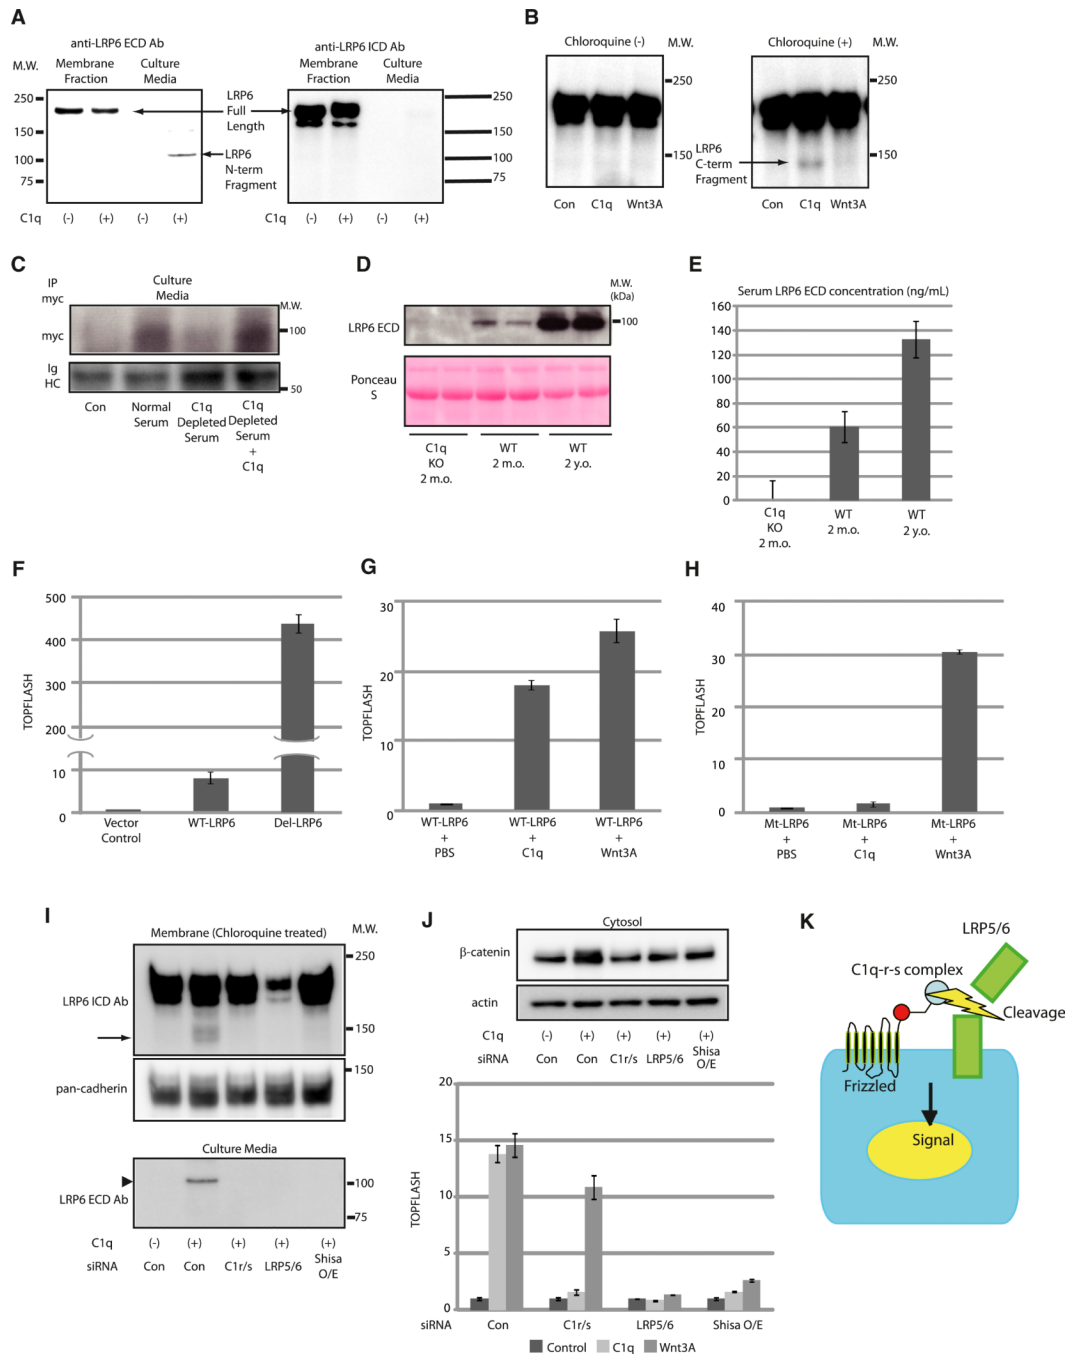 A
anti-LRP6 ECD Ab
anti-LRP6 ICD Ab
M.W.
Membrane Fraction
Culture Media
LRP6 Full Length
Membrane Fraction
Culture Media
250
150
100
75
LRP6 N-term Fragment
250
150
100
75
C1q (-) (+) (-) (+)
C1q (-) (+) (-) (+)
B
Chloroquine (-)
M.W.
Chloroquine (+)
M.W.
250
150
250
150
LRP6 C-term Fragment
Con C1q Wnt3A
Con C1q Wnt3A
C
IP myc
Culture Media
M.W.
myc
100
Ig HC
50
Con
Normal Serum
C1q Depleted Serum
C1q Depleted Serum + C1q
D
M.W. (kDa)
LRP6 ECD
100
Ponceau S
C1q KO 2 m.o.
WT 2 m.o.
WT 2 y.o.
E
Serum LRP6 ECD concentration (ng/mL)
160
140
120
100
80
60
40
20
0
C1q KO 2 m.o.
WT 2 m.o.
WT 2 y.o.
F
TOPFLASH
500
400
300
200
10
0
Vector Control
WT-LRP6
Del-LRP6
G
TOPFLASH
30
20
10
0
WT-LRP6 + PBS
WT-LRP6 + C1q
WT-LRP6 + Wnt3A
H
TOPFLASH
40
30
20
10
0
Mt-LRP6 + PBS
Mt-LRP6 + C1q
Mt-LRP6 + Wnt3A
I
Membrane (Chloroquine treated)
M.W.
250
LRP6 ICD Ab
150
150
pan-cadherin
Culture Media
LRP6 ECD Ab
100
75
C1q (-) (+) (+) (+) (+)
siRNA Con Con C1r/s LRP5/6 Shisa O/E
J
Cytosol
β-catenin
actin
C1q (-) (+) (+) (+) (+)
siRNA Con Con C1r/s LRP5/6 Shisa O/E
TOPFLASH
20
15
10
5
0
siRNA Con C1r/s LRP5/6 Shisa O/E
Control C1q Wnt3A
K
LRP5/6
C1q-r-s complex
Cleavage
Frizzled
Signal